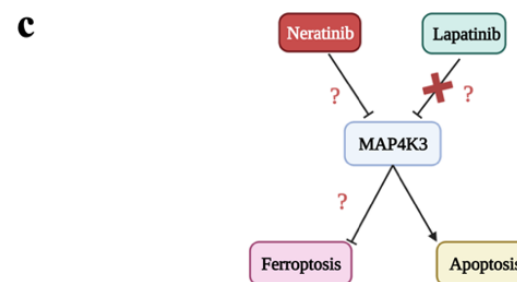 c
Neratinib Lapatinib
? ?
MAP4K3
?
Ferroptosis Apoptosis